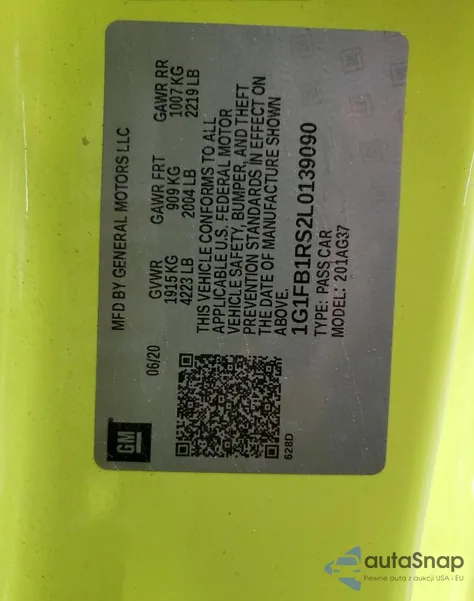 MFD BY GENERAL MOTORS LLC
06/20
GM
GVWR GAWR FRT GAWR RR
1915 KG 909 KG 1007 KG
4223 LB 2004 LB 2219 LB
THIS VEHICLE CONFORMS TO ALL
APPLICABLE U.S. FEDERAL MOTOR
VEHICLE SAFETY, BUMPER, AND THEFT
PREVENTION STANDARDS IN EFFECT ON
THE DATE OF MANUFACTURE SHOWN
ABOVE.
1G1FB1RS2L0139090
TYPE: PASS CAR
MODEL: 201AG37
628D
autaSnap
Pewne auta z aukcji USA i EU